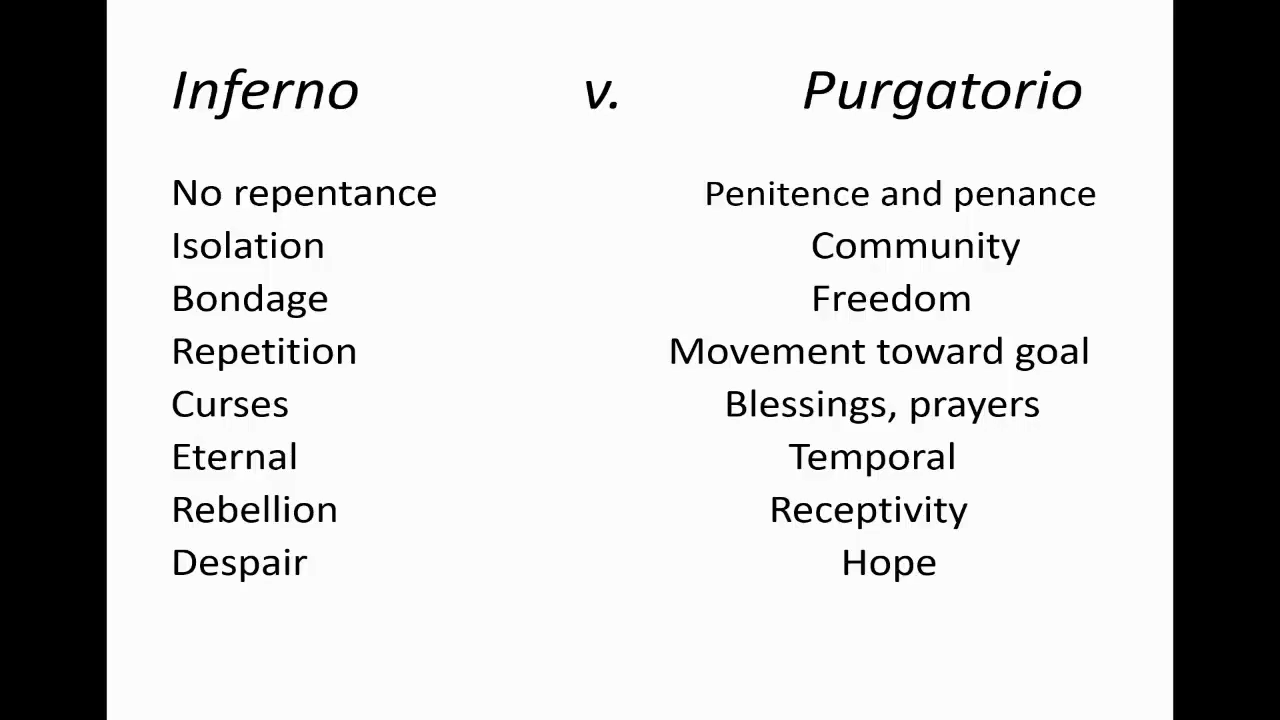 Inferno v. Purgatorio
No repentance Penitence and penance
Isolation Community
Bondage Freedom
Repetition Movement toward goal
Curses Blessings, prayers
Eternal Temporal
Rebellion Receptivity
Despair Hope